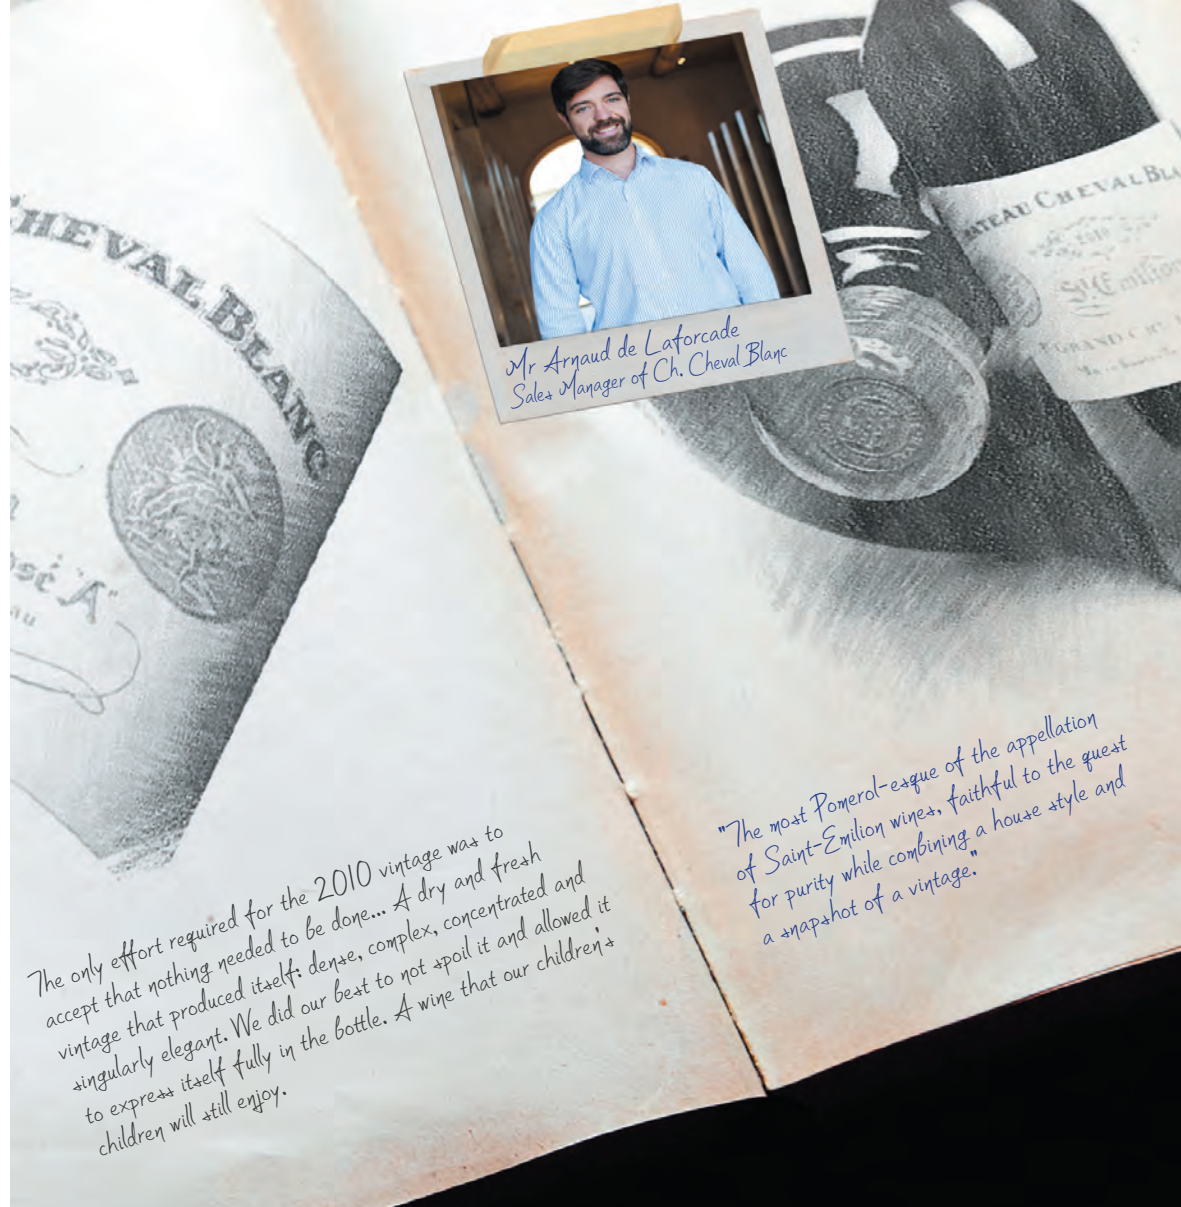 CHEVAL BLANC
"A"
Mr Arnaud de Laforcade
Sales Manager of Ch. Cheval Blanc
CHEVAL
2010
St Emilion
GRAND
The only effort required for the 2010 vintage was to
accept that nothing needed to be done... A dry and fresh
vintage that produced itself: dense, complex, concentrated and
singularly elegant. We did our best to not spoil it and allowed it
to express itself fully in the bottle. A wine that our children's
children will still enjoy.
"The most Pomerol-esque of the appellation
of Saint-Emilion wines, faithful to the quest
for purity while combining a house style and
a snapshot of a vintage."